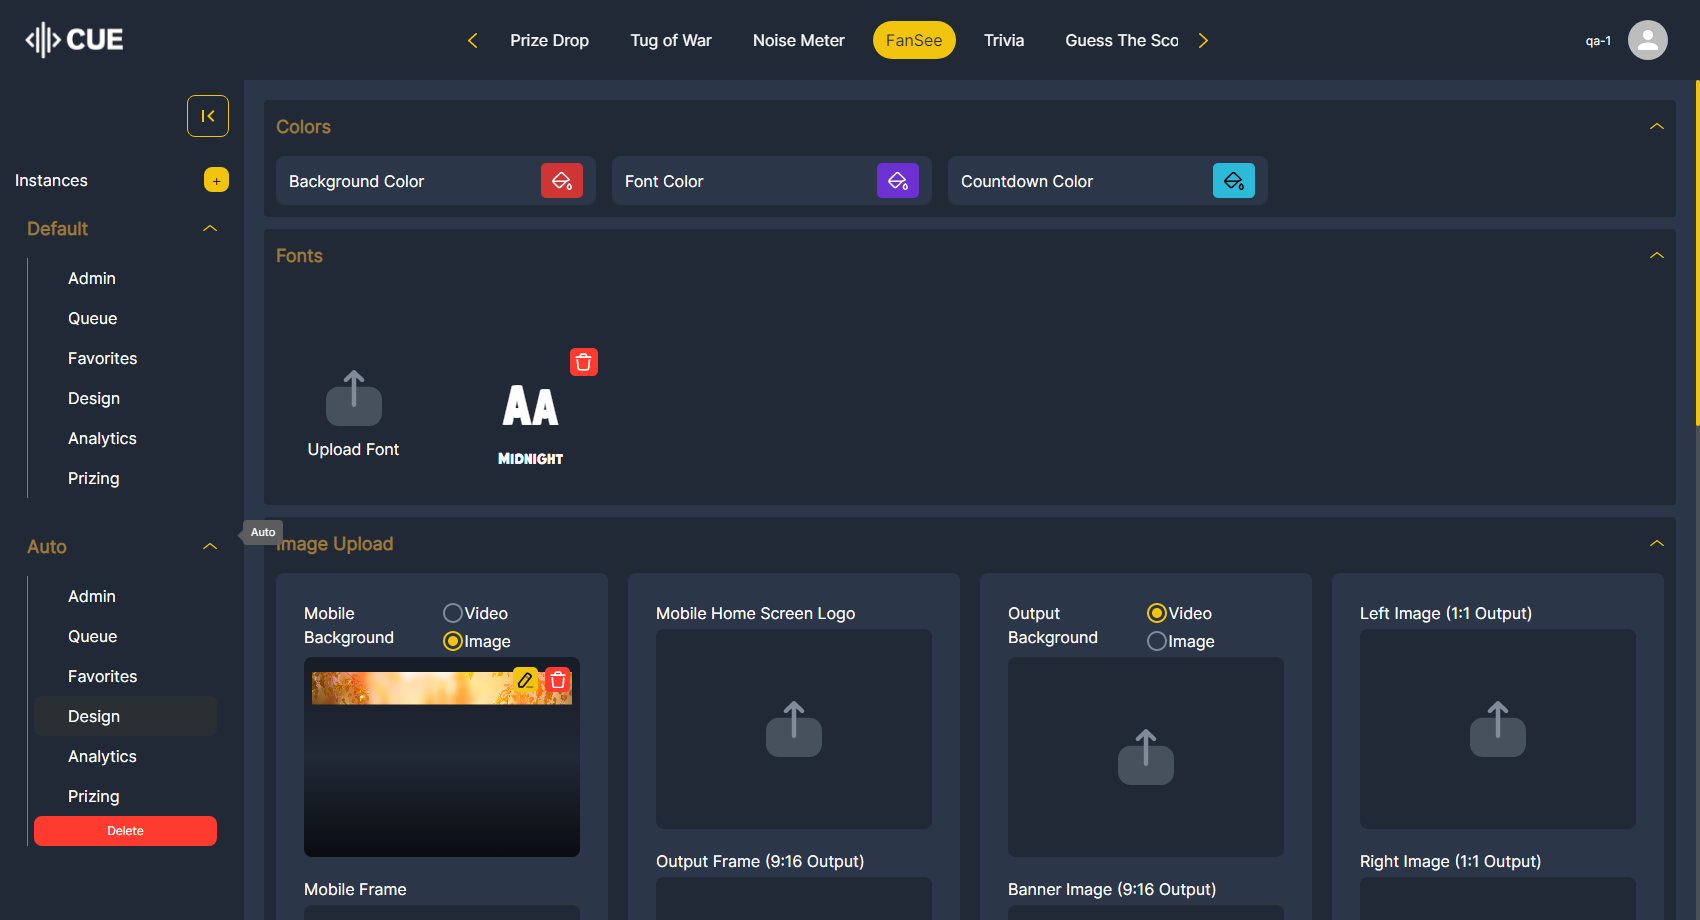 CUE
Prize Drop
Tug of War
Noise Meter
FanSee
Trivia
Guess The Sco
qa-1
Instances
+
Default
Admin
Queue
Favorites
Design
Analytics
Prizing
Auto
Admin
Queue
Favorites
Design
Analytics
Prizing
Delete
Auto
Colors
Background Color
Font Color
Countdown Color
Fonts
Upload Font
AA
MIDNIGHT
Image Upload
Mobile
Background
Video
Image
Mobile Home Screen Logo
Output
Background
Video
Image
Left Image (1:1 Output)
Mobile Frame
Output Frame (9:16 Output)
Banner Image (9:16 Output)
Right Image (1:1 Output)